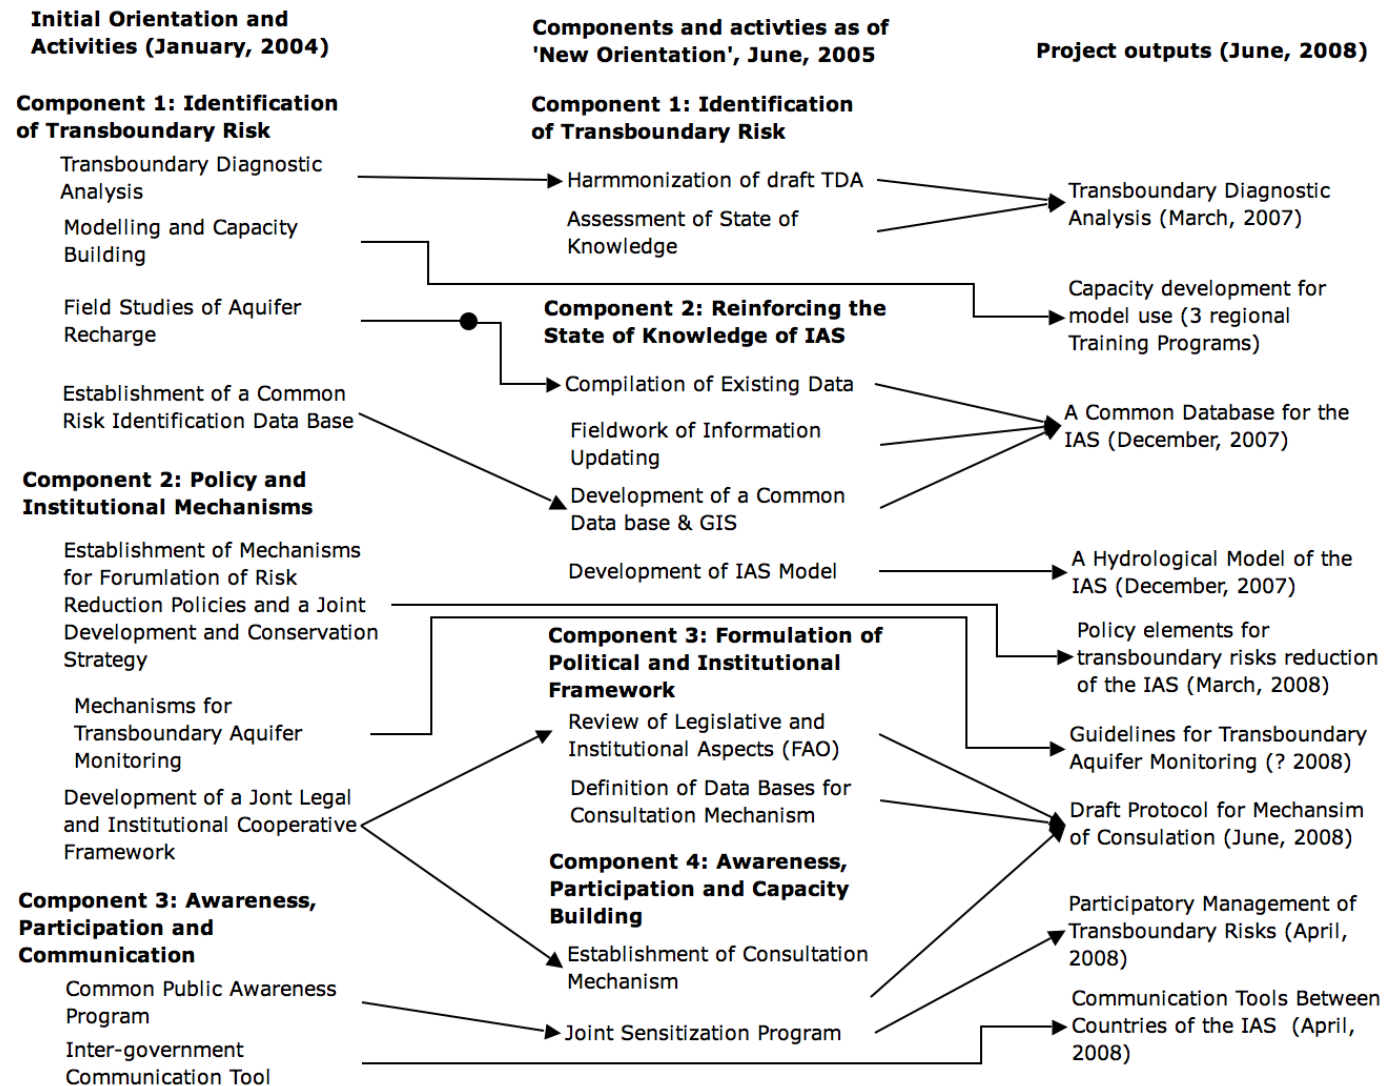 Initial Orientation and
Activities (January, 2004)
Component 1: Identification
of Transboundary Risk
Transboundary Diagnostic
Analysis
Modelling and Capacity
Building
Field Studies of Aquifer
Recharge
Establishment of a Common
Risk Identification Data Base
Component 2: Policy and
Institutional Mechanisms
Establishment of Mechanisms
for Forumlation of Risk
Reduction Policies and a Joint
Development and Conservation
Strategy
Mechanisms for
Transboundary Aquifer
Monitoring
Development of a Jont Legal
and Institutional Cooperative
Framework
Component 3: Awareness,
Participation and
Communication
Common Public Awareness
Program
Inter-government
Communication Tool
Components and activties as of
'New Orientation', June, 2005
Component 1: Identification
of Transboundary Risk
Harmmonization of draft TDA
Assessment of State of
Knowledge
Component 2: Reinforcing the
State of Knowledge of IAS
Compilation of Existing Data
Fieldwork of Information
Updating
Development of a Common
Data base & GIS
Development of IAS Model
Component 3: Formulation of
Political and Institutional
Framework
Review of Legislative and
Institutional Aspects (FAO)
Definition of Data Bases for
Consultation Mechanism
Component 4: Awareness,
Participation and Capacity
Building
Establishment of Consultation
Mechanism
Joint Sensitization Program
Project outputs (June, 2008)
Transboundary Diagnostic
Analysis (March, 2007)
Capacity development for
model use (3 regional
Training Programs)
A Common Database for the
IAS (December, 2007)
A Hydrological Model of the
IAS (December, 2007)
Policy elements for
transboundary risks reduction
of the IAS (March, 2008)
Guidelines for Transboundary
Aquifer Monitoring (? 2008)
Draft Protocol for Mechansim
of Consulation (June, 2008)
Participatory Management of
Transboundary Risks (April,
2008)
Communication Tools Between
Countries of the IAS (April,
2008)